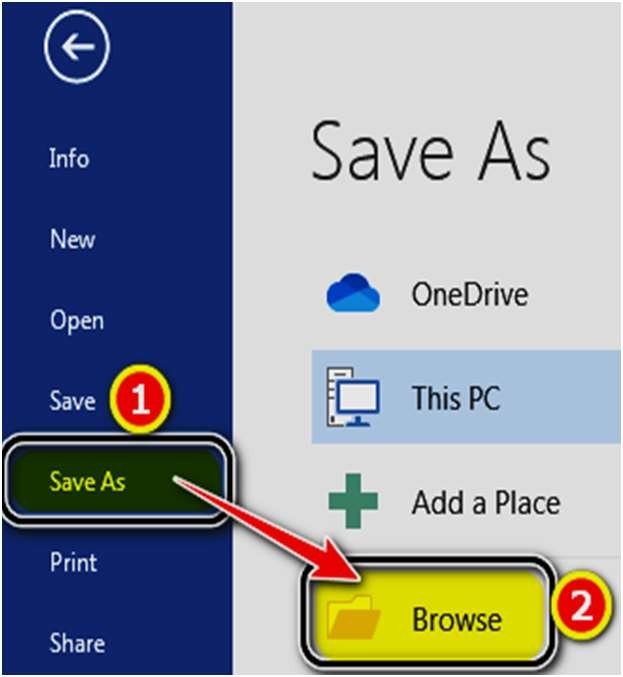 Info
New
Open
Save
1
Save As
Print
Share
Save As
OneDrive
This PC
Add a Place
Browse
2